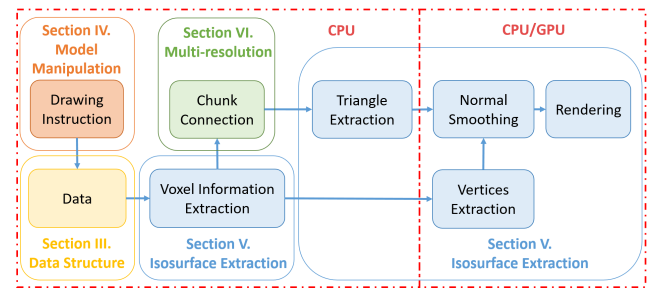 Section IV.
Model
Manipulation
Drawing
Instruction
Section VI.
Multi-resolution
Chunk
Connection
CPU
Triangle
Extraction
CPU/GPU
Normal
Smoothing
Rendering
Data
Section III.
Data Structure
Voxel Information
Extraction
Section V.
Isosurface Extraction
Vertices
Extraction
Section V.
Isosurface Extraction